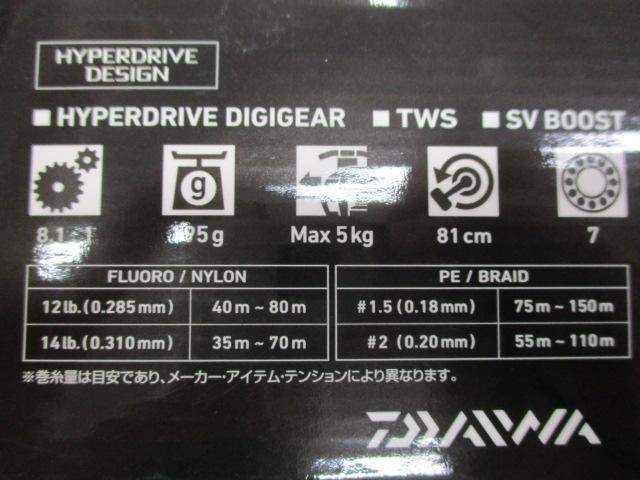 HYPERDRIVE
DESIGN
■ HYPERDRIVE DIGIGEAR ■ TWS ■ SV BOOST
g
Max 5kg 81cm 7
FLUORO / NYLON PE / BRAID
12lb.(0.285mm) 40m ~ 80m #1.5 (0.18mm) 75m ~ 150m
14lb.(0.310mm) 35m ~ 70m #2 (0.20mm) 55m ~ 110m
※巻糸量は目安であり、メーカー・アイテム・テンションにより異なります。
DAIWA